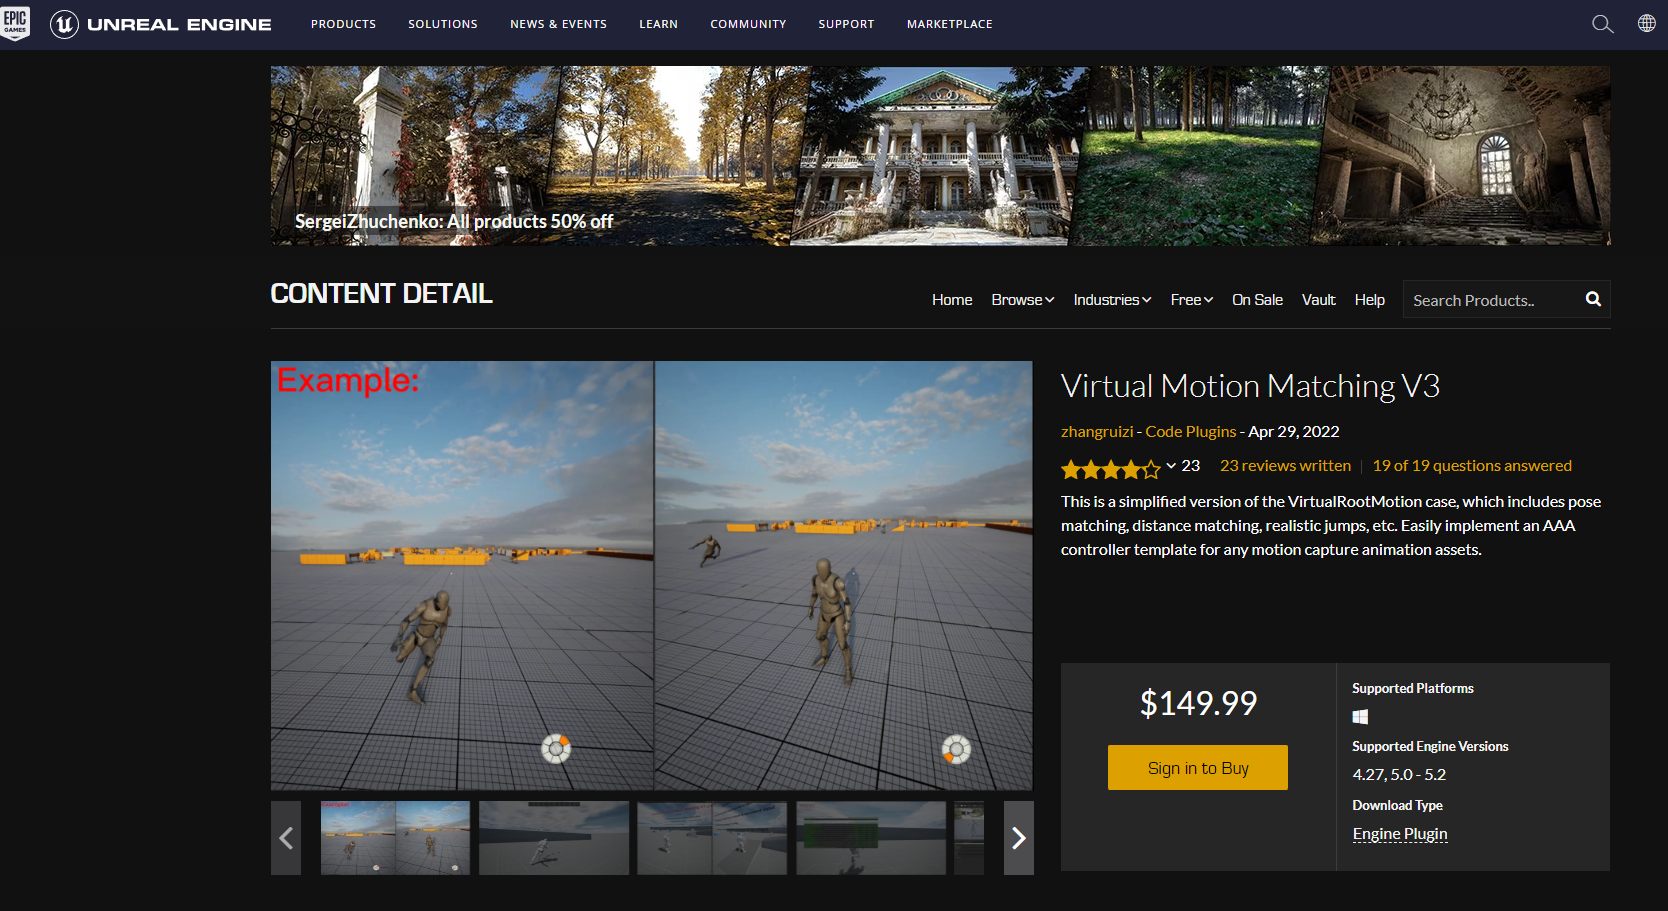 EPIC
GAMES
UNREAL ENGINE
PRODUCTS
SOLUTIONS
NEWS & EVENTS
LEARN
COMMUNITY
SUPPORT
MARKETPLACE
SergeiZhuchenko: All products 50% off
CONTENT DETAIL
Home
Browse
Industries
Free
On Sale
Vault
Help
Search Products..
Example:
Virtual Motion Matching V3
zhangruizi - Code Plugins - Apr 29, 2022
23
23 reviews written
19 of 19 questions answered
This is a simplified version of the VirtualRootMotion case, which includes pose
matching, distance matching, realistic jumps, etc. Easily implement an AAA
controller template for any motion capture animation assets.
$149.99
Sign in to Buy
Supported Platforms
Supported Engine Versions
4.27, 5.0 - 5.2
Download Type
Engine Plugin